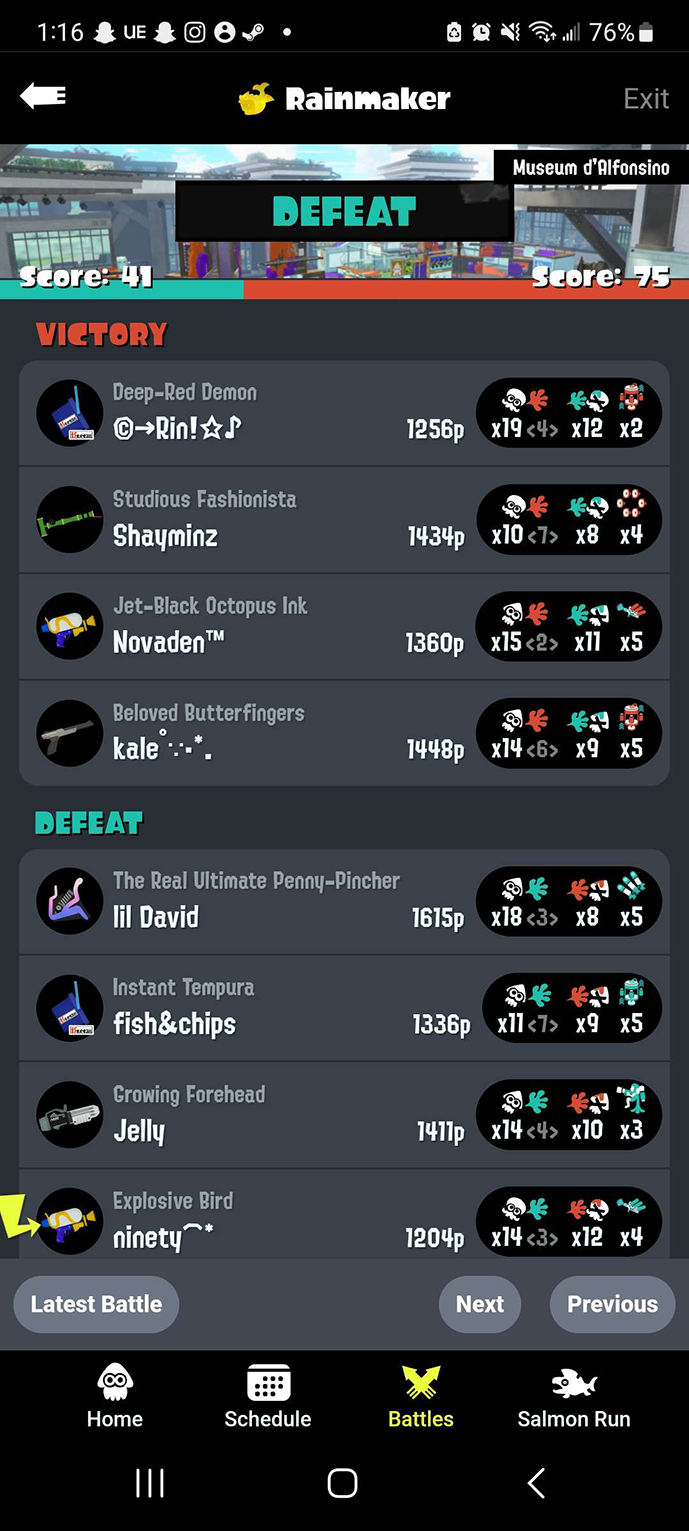 1:16 UE 76%
Rainmaker Exit
Museum d'Alfonsino
DEFEAT
Score: 41 Score: 75
VICTORY
Deep-Red Demon
©→Rin!☆♪ 1256p x19 <4> x12 x2
Studious Fashionista
Shayminz 1434p x10 <7> x8 x4
Jet-Black Octopus Ink
Novaden™ 1360p x15 <2> x11 x5
Beloved Butterfingers
kale°∵•*. 1448p x14 <6> x9 x5
DEFEAT
The Real Ultimate Penny-Pincher
lil David 1615p x18 <3> x8 x5
Instant Tempura
fish&chips 1336p x11 <7> x9 x5
Growing Forehead
Jelly 1411p x14 <4> x10 x3
Explosive Bird
ninety⌒* 1204p x14 <3> x12 x4
Latest Battle Next Previous
Home Schedule Battles Salmon Run